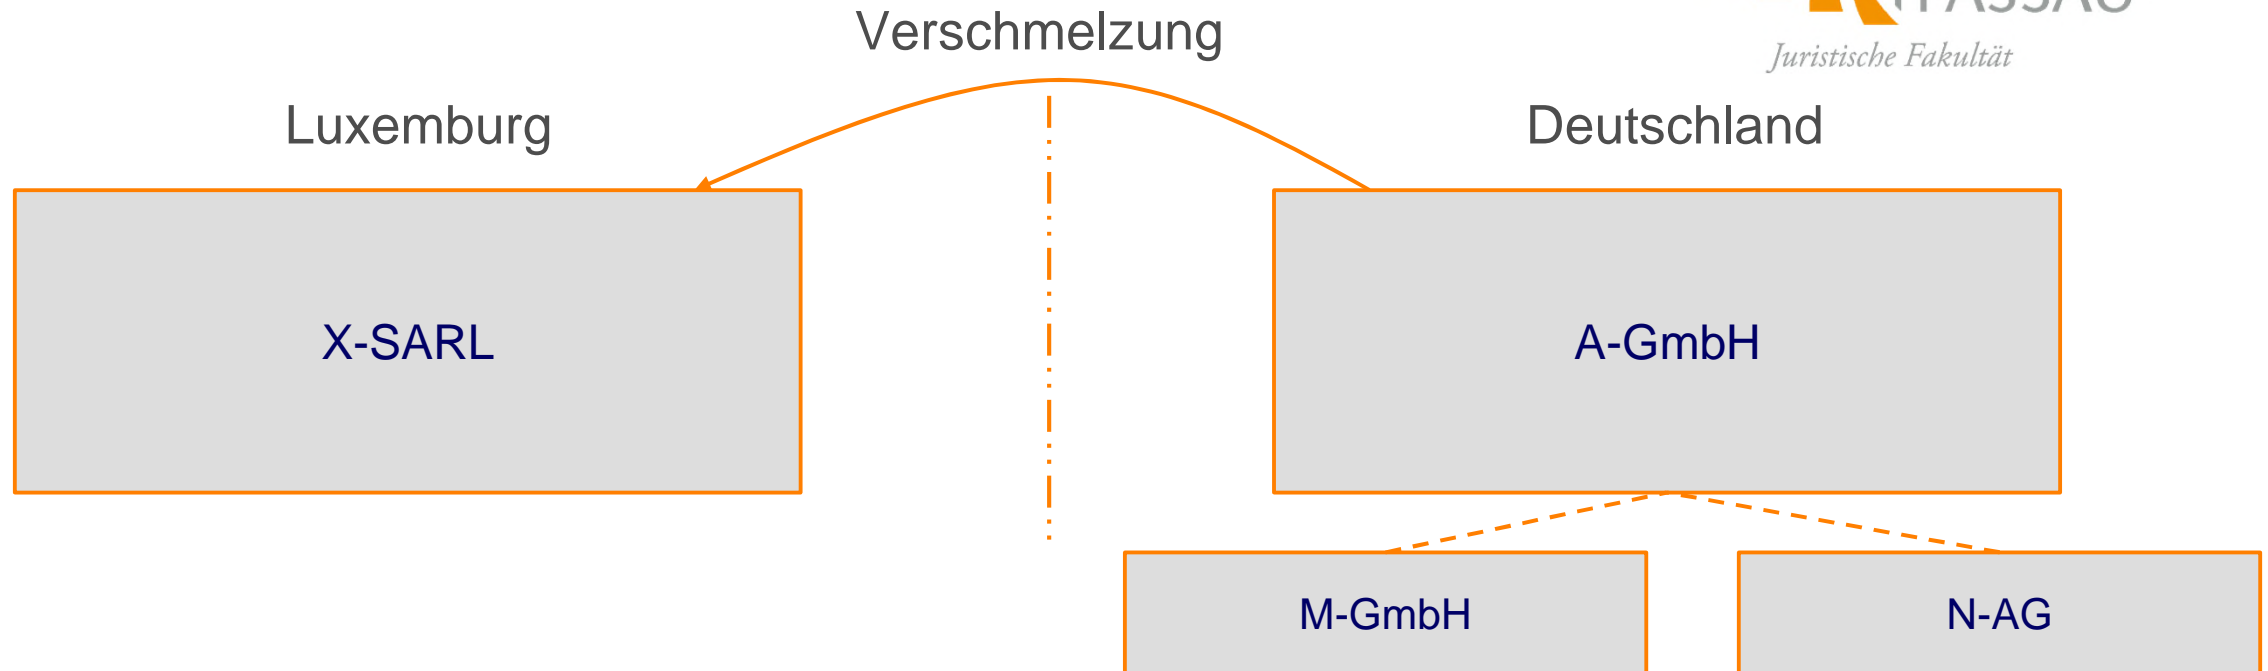 Verschmelzung
Juristische Fakultät
Luxemburg
Deutschland
X-SARL
A-GmbH
M-GmbH
N-AG